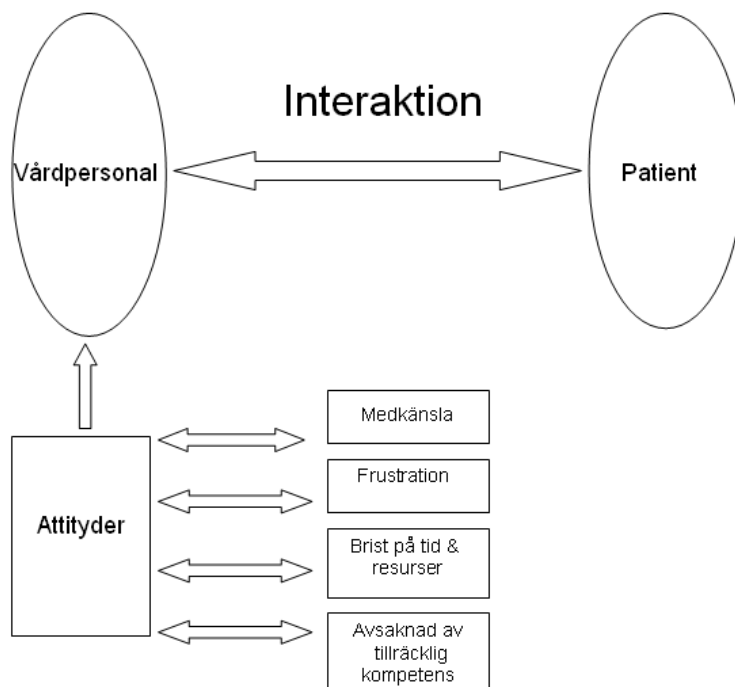 Interaktion
Vårdpersonal
Patient
Attityder
Medkänsla
Frustration
Brist på tid &
resurser
Avsaknad av
tillräcklig
kompetens